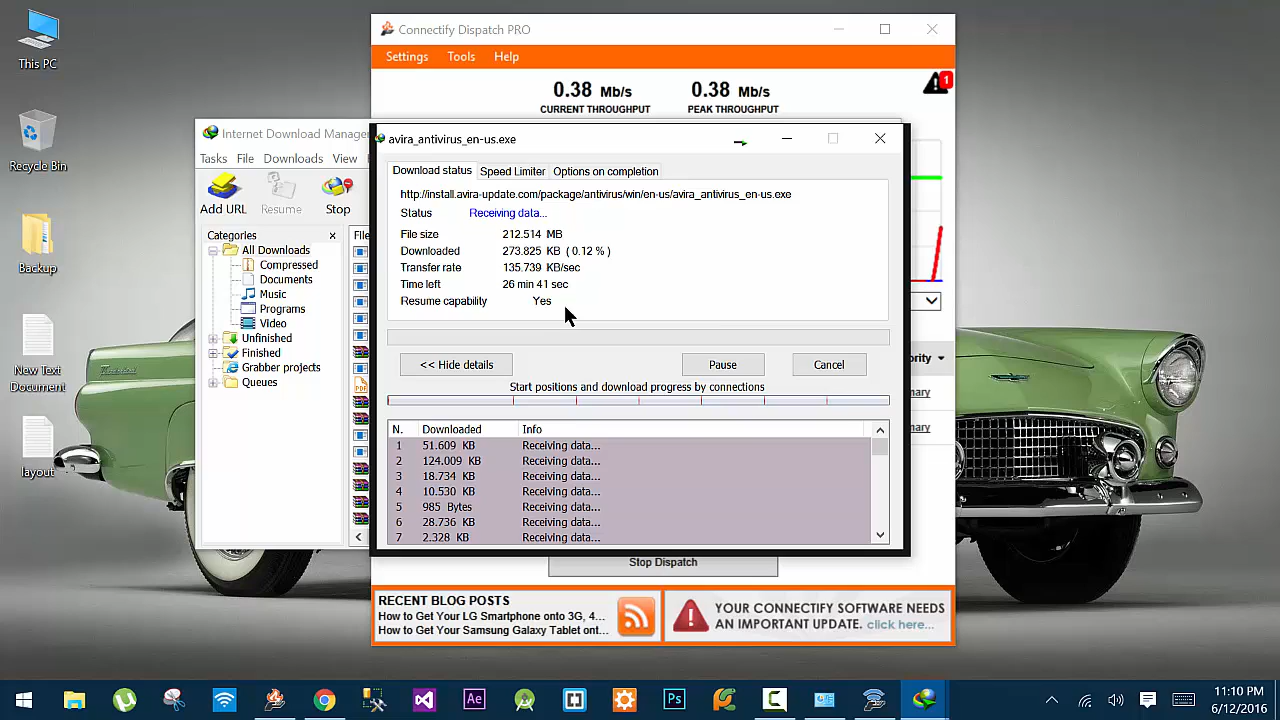 This PC
Recycle Bin
Backup
New Text
Document
layout
Connectify Dispatch PRO
Settings Tools Help
0.38 Mb/s
CURRENT THROUGHPUT
0.38 Mb/s
PEAK THROUGHPUT
1
Internet Download Manage
Tasks File Downloads View
Add URL Resume Stop
Categories
All Downloads
Compressed
Documents
Music
Programs
Video
Unfinished
Finished
Grabber projects
Queues
File
avira_antivirus_en-us.exe
Download status Speed Limiter Options on completion
http://install.avira-update.com/package/antivirus/win/en-us/avira_antivirus_en-us.exe
Status Receiving data...
File size 212.514 MB
Downloaded 273.825 KB ( 0.12 % )
Transfer rate 135.739 KB/sec
Time left 26 min 41 sec
Resume capability Yes
<< Hide details Pause Cancel
Start positions and download progress by connections
N. Downloaded Info
1 51.609 KB Receiving data...
2 124.009 KB Receiving data...
3 18.734 KB Receiving data...
4 10.530 KB Receiving data...
5 985 Bytes Receiving data...
6 28.736 KB Receiving data...
7 2.328 KB Receiving data...
ority
mary
mary
Stop Dispatch
RECENT BLOG POSTS
How to Get Your LG Smartphone onto 3G, 4...
How to Get Your Samsung Galaxy Tablet ont...
YOUR CONNECTIFY SOFTWARE NEEDS
AN IMPORTANT UPDATE. click here...
Ae
Ps
11:10 PM
6/12/2016